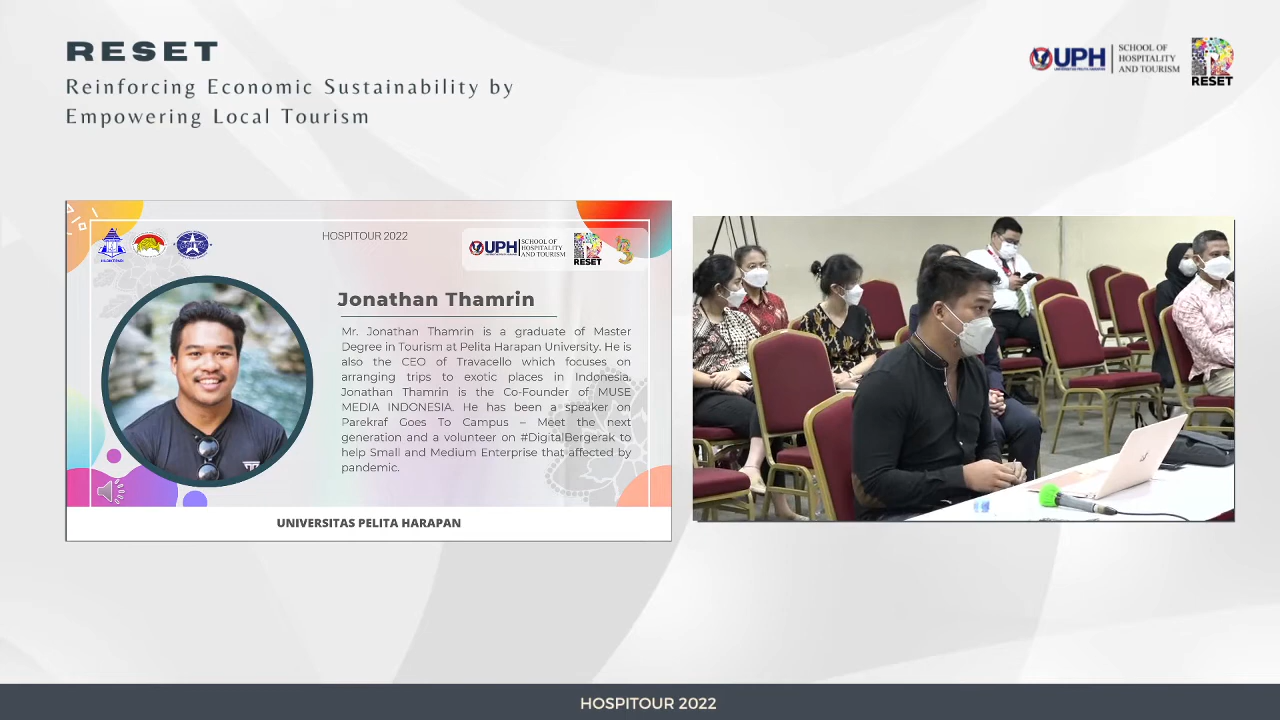 RESET
Reinforcing Economic Sustainability by
Empowering Local Tourism
UPH
SCHOOL OF
HOSPITALITY
AND TOURISM
UNIVERSITAS PELITA HARAPAN
RESET
HOSPITOUR 2022
UPH
SCHOOL OF
HOSPITALITY
AND TOURISM
RESET
Jonathan Thamrin
Mr. Jonathan Thamrin is a graduate of Master
Degree in Tourism at Pelita Harapan University. He is
also the CEO of Travacello which focuses on
arranging trips to exotic places in Indonesia.
Jonathan Thamrin is the Co-Founder of MUSE
MEDIA INDONESIA. He has been a speaker on
Parekraf Goes To Campus – Meet the next
generation and a volunteer on #DigitalBergerak to
help Small and Medium Enterprise that affected by
pandemic.
UNIVERSITAS PELITA HARAPAN
HOSPITOUR 2022